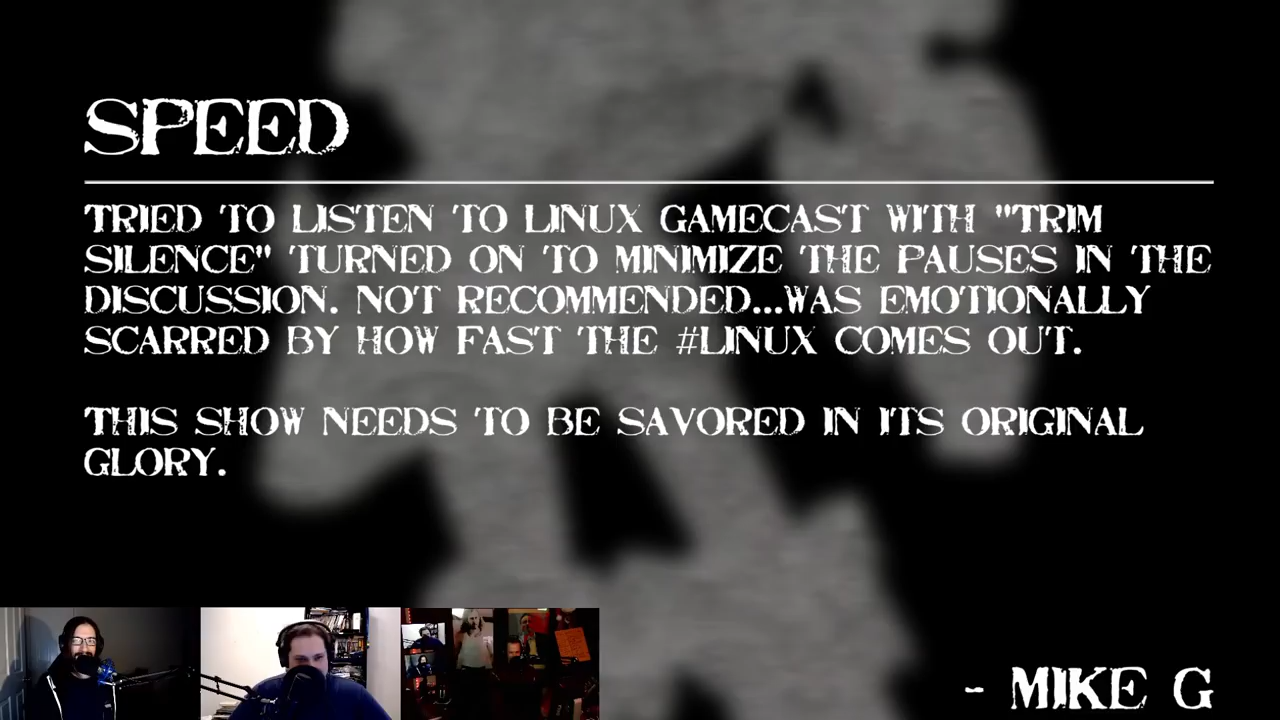 SPEED
TRIED TO LISTEN TO LINUX GAMECAST WITH "TRIM
SILENCE" TURNED ON TO MINIMIZE THE PAUSES IN THE
DISCUSSION. NOT RECOMMENDED...WAS EMOTIONALLY
SCARRED BY HOW FAST THE #LINUX COMES OUT.
THIS SHOW NEEDS TO BE SAVORED IN ITS ORIGINAL
GLORY.
- MIKE G